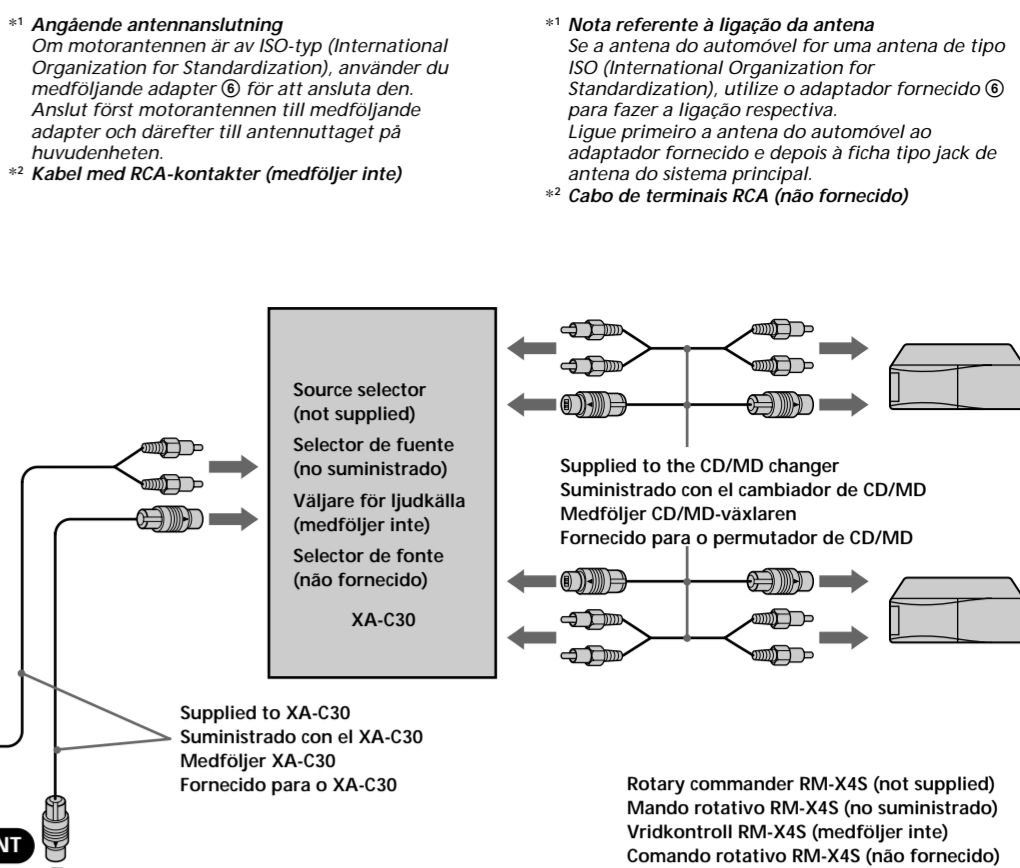 *1 Angående antennanslutning
Om motorantennen är av ISO-typ (International
Organization for Standardization), använder du
medföljande adapter ⑥ för att ansluta den.
Anslut först motorantennen till medföljande
adapter och därefter till antennuttaget på
huvudenheten.
*2 Kabel med RCA-kontakter (medföljer inte)
*1 Nota referente à ligação da antena
Se a antena do automóvel for uma antena de tipo
ISO (International Organization for
Standardization), utilize o adaptador fornecido ⑥
para fazer a ligação respectiva.
Ligue primeiro a antena do automóvel ao
adaptador fornecido e depois à ficha tipo jack de
antena do sistema principal.
*2 Cabo de terminais RCA (não fornecido)
Source selector
(not supplied)
Selector de fuente
(no suministrado)
Väljare för ljudkälla
(medföljer inte)
Selector de fonte
(não fornecido)
XA-C30
Supplied to the CD/MD changer
Suministrado con el cambiador de CD/MD
Medföljer CD/MD-växlaren
Fornecido para o permutador de CD/MD
Supplied to XA-C30
Suministrado con el XA-C30
Medföljer XA-C30
Fornecido para o XA-C30
Rotary commander RM-X4S (not supplied)
Mando rotativo RM-X4S (no suministrado)
Vridkontroll RM-X4S (medföljer inte)
Comando rotativo RM-X4S (não fornecido)
NT